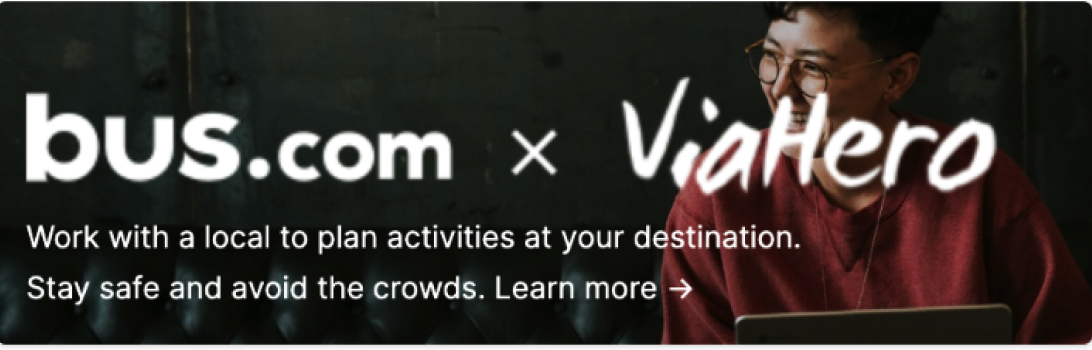 bus.com × ViaHero
Work with a local to plan activities at your destination.
Stay safe and avoid the crowds. Learn more →